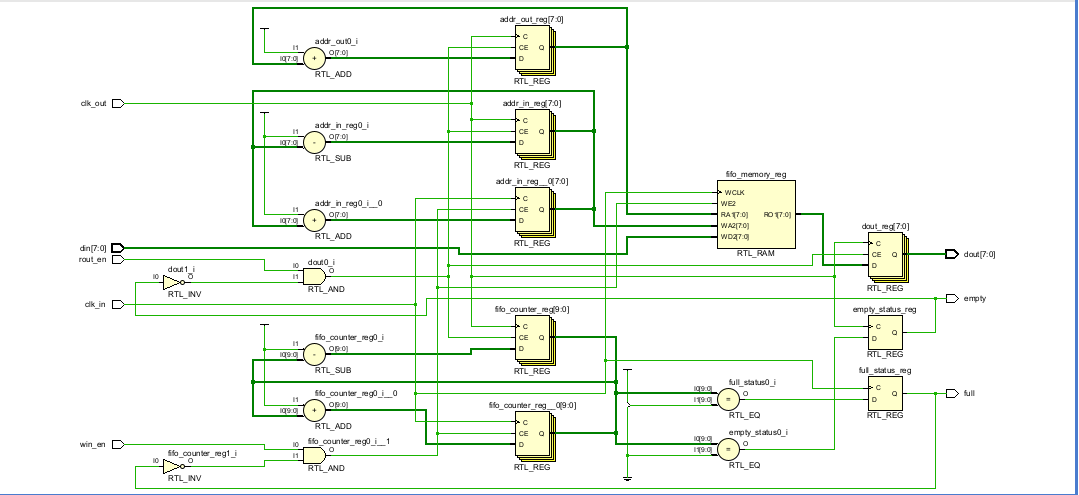 addr_out_reg[7:0]
C
CE Q
D
RTL_REG
addr_out0_i
I1
I0[7:0] + O[7:0]
RTL_ADD
clk_out
addr_in_reg[7:0]
C
CE Q
D
RTL_REG
addr_in_reg0_i
I1
I0[7:0] - O[7:0]
RTL_SUB
addr_in_reg__0[7:0]
C
CE Q
D
RTL_REG
addr_in_reg0_i__0
I1
I0[7:0] + O[7:0]
RTL_ADD
fifo_memory_reg
WCLK
WE2
RA1[7:0] RO1[7:0]
WA2[7:0]
WD2[7:0]
RTL_RAM
din[7:0]
rout_en
dout1_i
I0 O
RTL_INV
dout0_i
I0
I1 O
RTL_AND
dout_reg[7:0]
C
CE Q
D
RTL_REG
dout[7:0]
clk_in
empty
fifo_counter_reg[9:0]
C
CE Q
D
RTL_REG
fifo_counter_reg0_i
I1
I0[9:0] - O[9:0]
RTL_SUB
empty_status_reg
C
Q
D
RTL_REG
full_status_reg
C
Q
D
RTL_REG
full
fifo_counter_reg0_i__0
I1
I0[9:0] + O[9:0]
RTL_ADD
full_status0_i
I0[9:0]
I1[9:0] = O
RTL_EQ
fifo_counter_reg__0[9:0]
C
CE Q
D
RTL_REG
empty_status0_i
I0[9:0]
I1[9:0] = O
RTL_EQ
win_en
fifo_counter_reg1_i
I0 O
RTL_INV
fifo_counter_reg0_i__1
I0
I1 O
RTL_AND